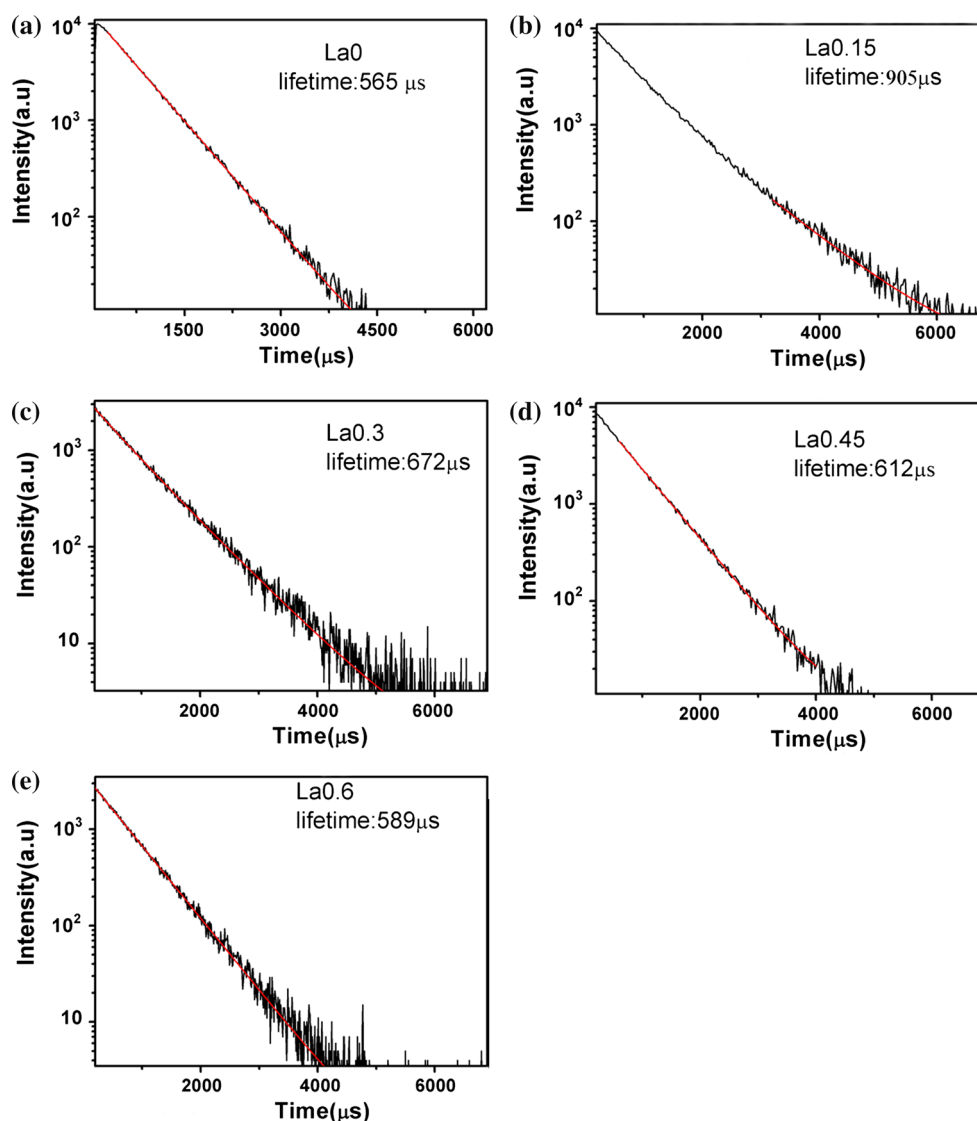 (a)
La0
lifetime:565 μs
Intensity(a.u)
10⁴
10³
10²
1500 3000 4500 6000
Time(μs)
(b)
La0.15
lifetime:905μs
Intensity(a.u)
10⁴
10³
10²
2000 4000 6000
Time(μs)
(c)
La0.3
lifetime:672μs
Intensity(a.u)
10³
10²
10
2000 4000 6000
Time(μs)
(d)
La0.45
lifetime:612μs
Intensity(a.u)
10⁴
10³
10²
2000 4000 6000
Time(μs)
(e)
La0.6
lifetime:589μs
Intensity(a.u)
10³
10²
10
2000 4000 6000
Time(μs)